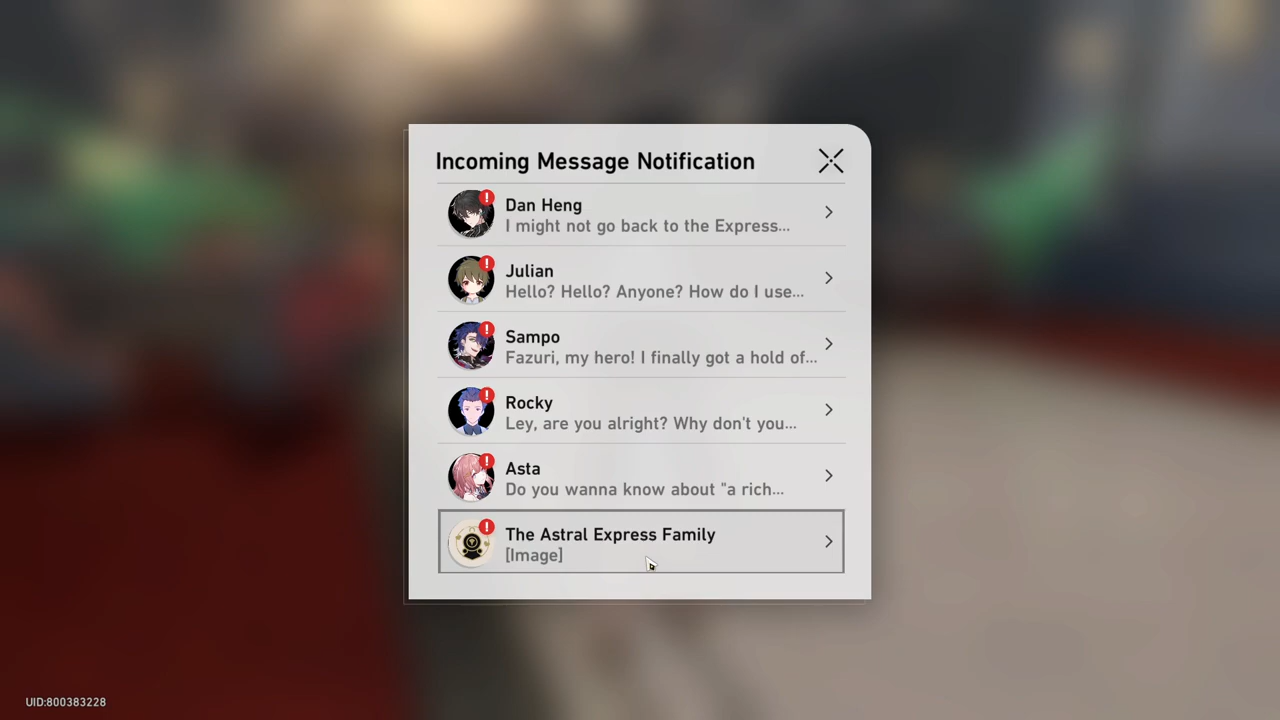 Incoming Message Notification
Dan Heng
I might not go back to the Express...
Julian
Hello? Hello? Anyone? How do I use...
Sampo
Fazuri, my hero! I finally got a hold of...
Rocky
Ley, are you alright? Why don't you...
Asta
Do you wanna know about "a rich...
The Astral Express Family
[Image]
UID:800383228